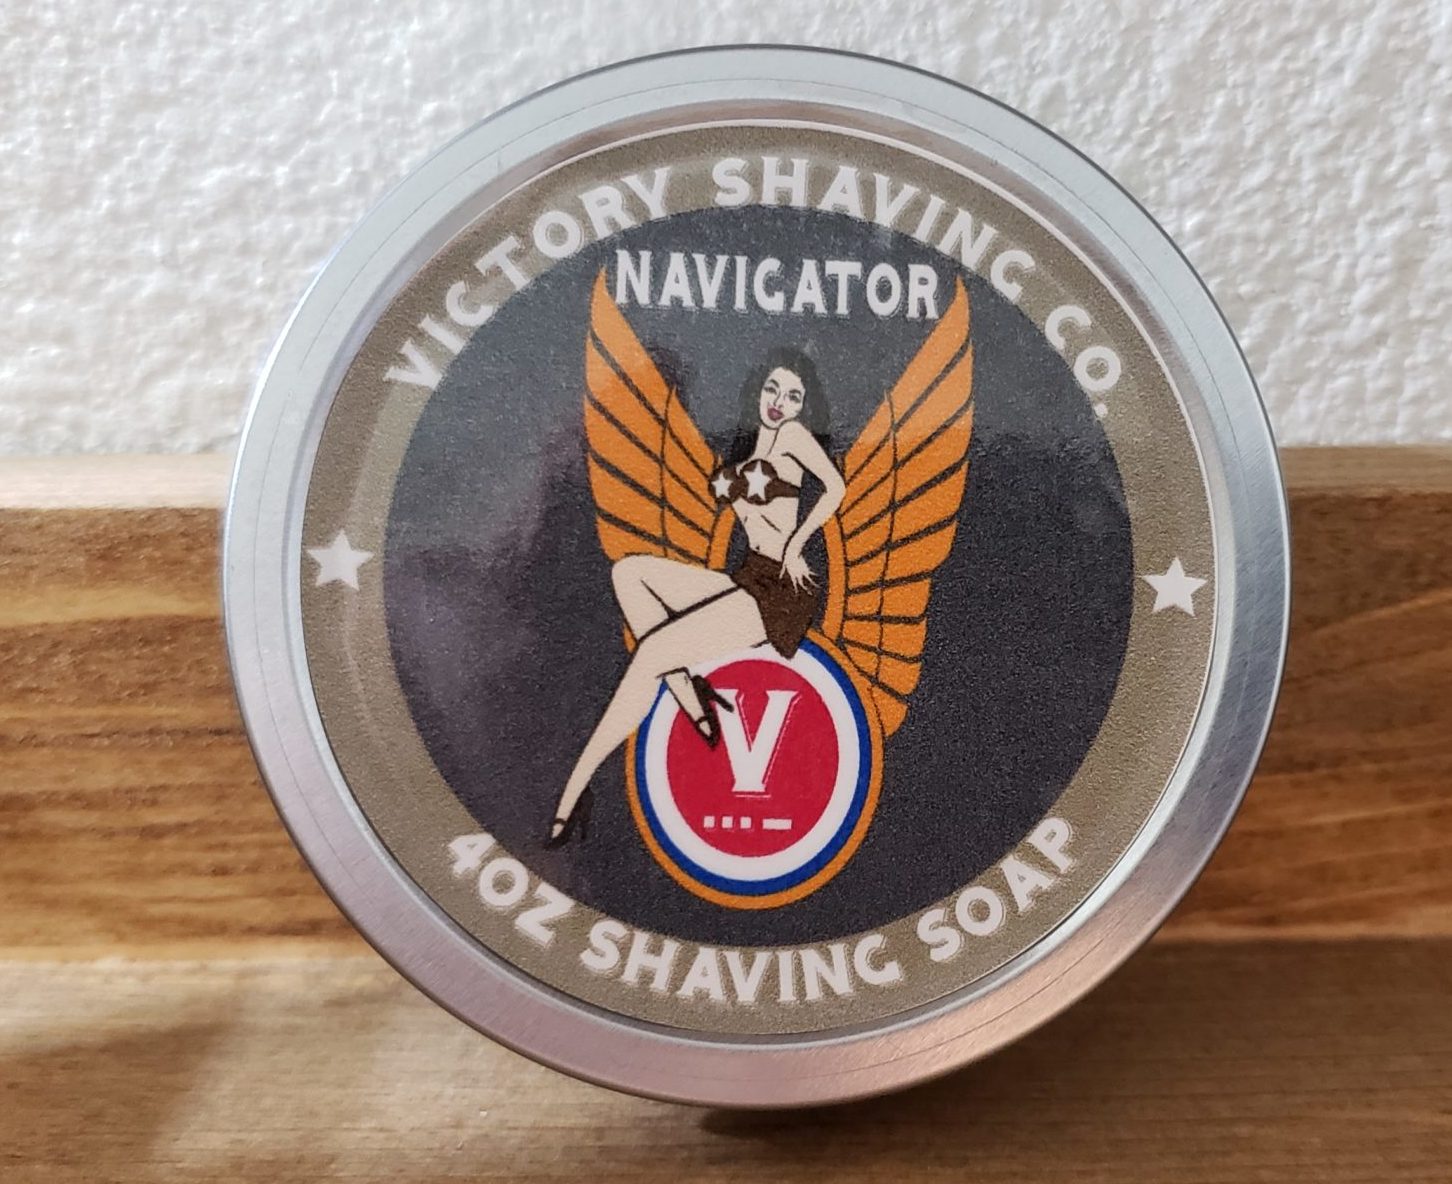 VICTORY SHAVING CO.
NAVIGATOR
V
4OZ SHAVING SOAP